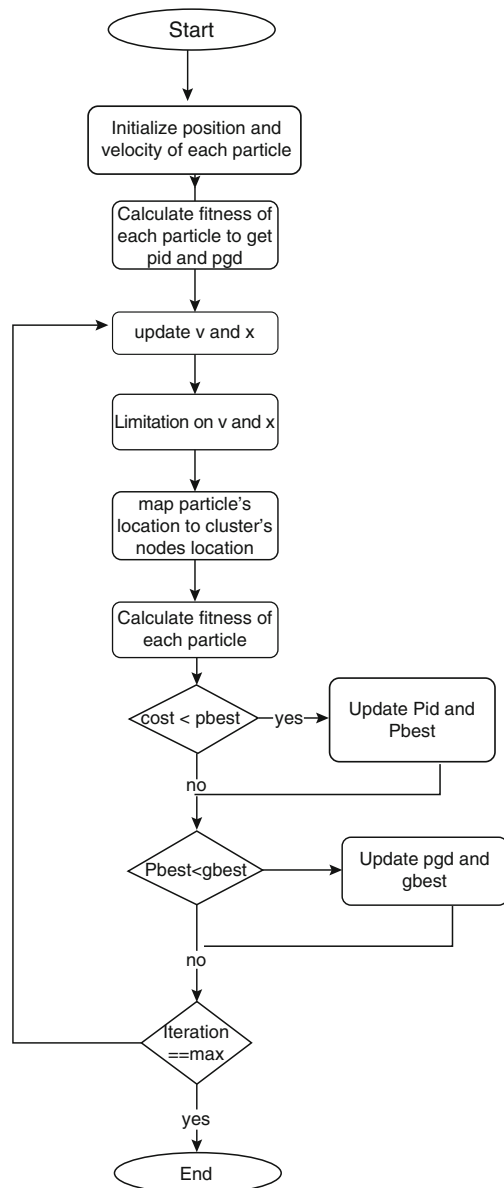 Start
Initialize position and
velocity of each particle
Calculate fitness of
each particle to get
pid and pgd
update v and x
Limitation on v and x
map particle's
location to cluster's
nodes location
Calculate fitness of
each particle
cost < pbest
yes
Update Pid and
Pbest
no
Pbest<gbest
Update pgd and
gbest
no
Iteration
==max
yes
End